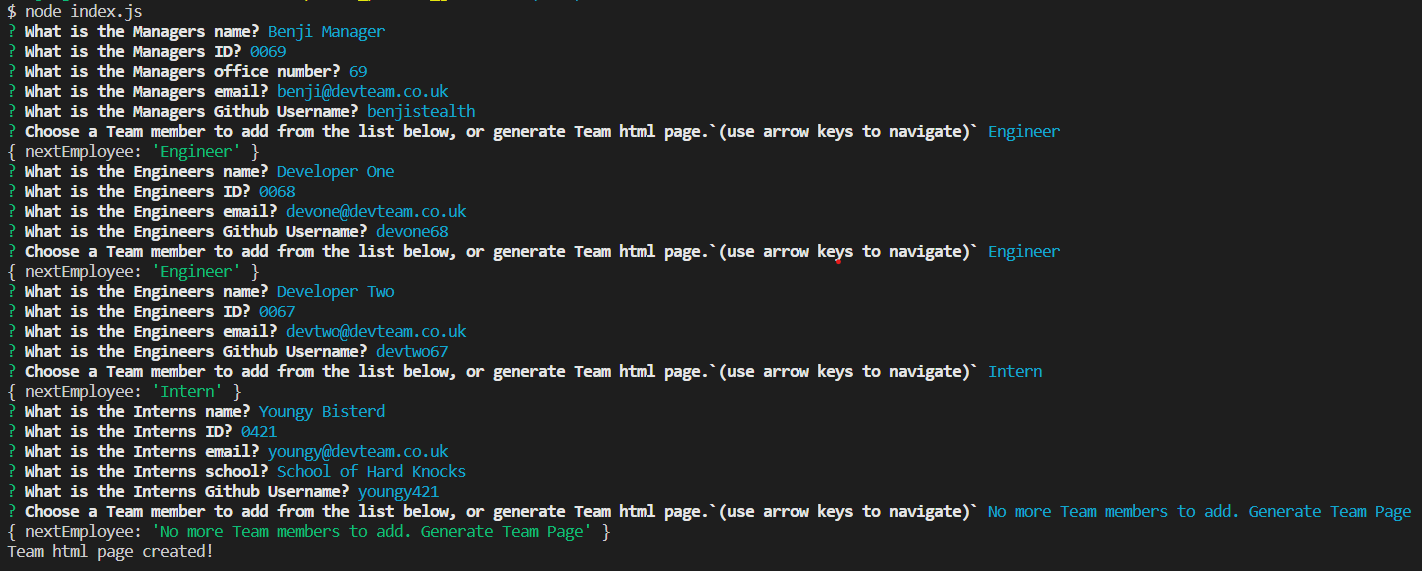 $ node index.js
? What is the Managers name? Benji Manager
? What is the Managers ID? 0069
? What is the Managers office number? 69
? What is the Managers email? benji@devteam.co.uk
? What is the Managers Github Username? benjistealth
? Choose a Team member to add from the list below, or generate Team html page.`(use arrow keys to navigate)` Engineer
{ nextEmployee: 'Engineer' }
? What is the Engineers name? Developer One
? What is the Engineers ID? 0068
? What is the Engineers email? devone@devteam.co.uk
? What is the Engineers Github Username? devone68
? Choose a Team member to add from the list below, or generate Team html page.`(use arrow keys to navigate)` Engineer
{ nextEmployee: 'Engineer' }
? What is the Engineers name? Developer Two
? What is the Engineers ID? 0067
? What is the Engineers email? devtwo@devteam.co.uk
? What is the Engineers Github Username? devtwo67
? Choose a Team member to add from the list below, or generate Team html page.`(use arrow keys to navigate)` Intern
{ nextEmployee: 'Intern' }
? What is the Interns name? Youngy Bisterd
? What is the Interns ID? 0421
? What is the Interns email? youngy@devteam.co.uk
? What is the Interns school? School of Hard Knocks
? What is the Interns Github Username? youngy421
? Choose a Team member to add from the list below, or generate Team html page.`(use arrow keys to navigate)` No more Team members to add. Generate Team Page
{ nextEmployee: 'No more Team members to add. Generate Team Page' }
Team html page created!